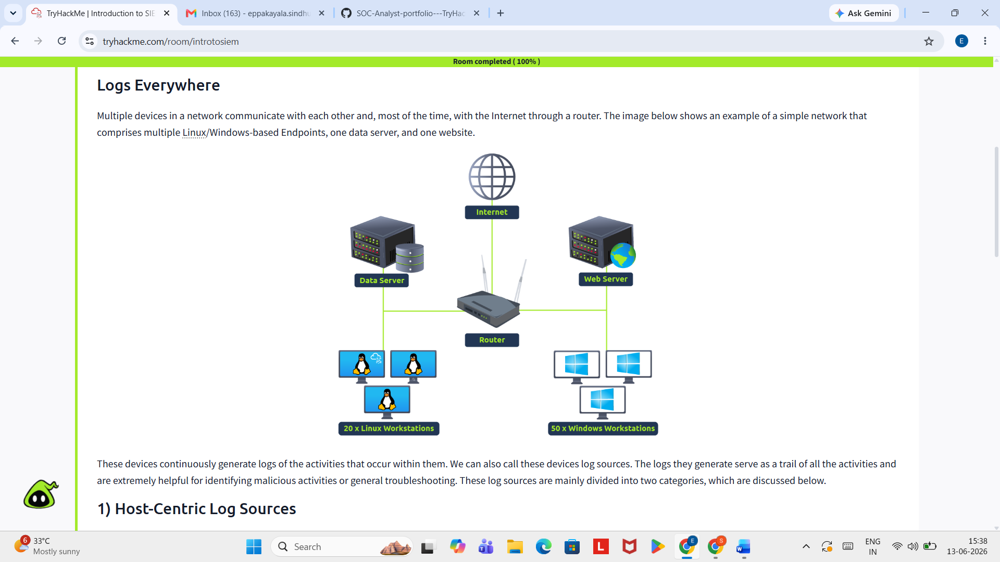 TryHackMe | Introduction to SIE
Inbox (163) - eppakayala.sindhu
SOC-Analyst-portfolio---TryHac
Ask Gemini
tryhackme.com/room/introtosiem
E
Room completed ( 100% )
Logs Everywhere
Multiple devices in a network communicate with each other and, most of the time, with the Internet through a router. The image below shows an example of a simple network that
comprises multiple Linux/Windows-based Endpoints, one data server, and one website.
Internet
Data Server
Web Server
Router
20 x Linux Workstations
50 x Windows Workstations
These devices continuously generate logs of the activities that occur within them. We can also call these devices log sources. The logs they generate serve as a trail of all the activities and
are extremely helpful for identifying malicious activities or general troubleshooting. These log sources are mainly divided into two categories, which are discussed below.
1) Host-Centric Log Sources
6
33°C
Mostly sunny
Search
T
L
E
S
W
ENG
IN
15:38
13-06-2026